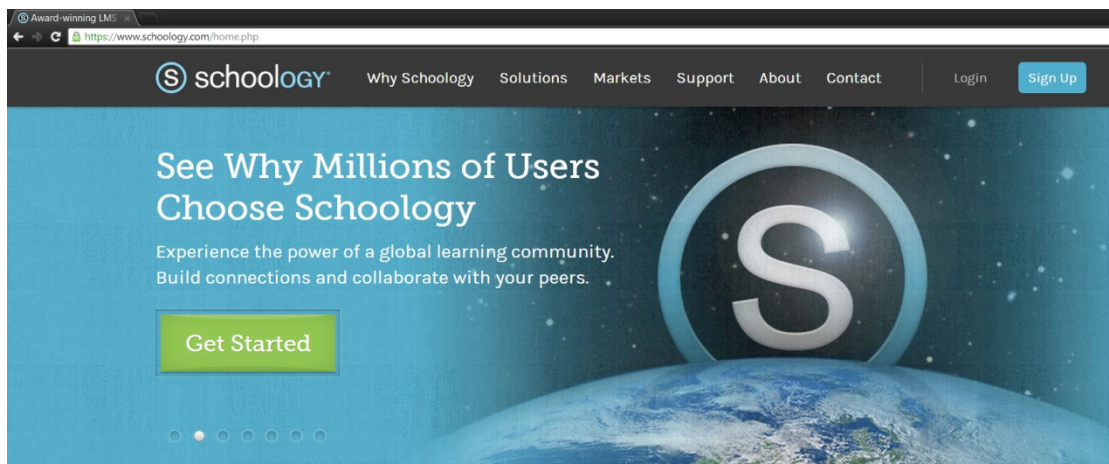 Award-winning LMS
https://www.schoology.com/home.php
S schoology Why Schoology Solutions Markets Support About Contact Login Sign Up
See Why Millions of Users
Choose Schoology
Experience the power of a global learning community.
Build connections and collaborate with your peers.
Get Started
S